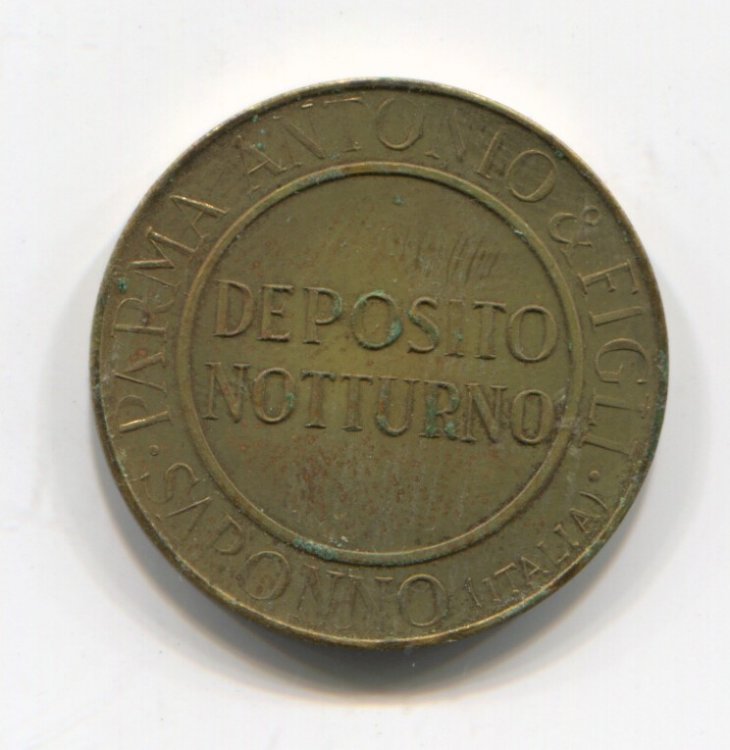 PARMA ANTONIO & FIGLI
DEPOSITO
NOTTURNO
· SARONNO (ITALIA) ·